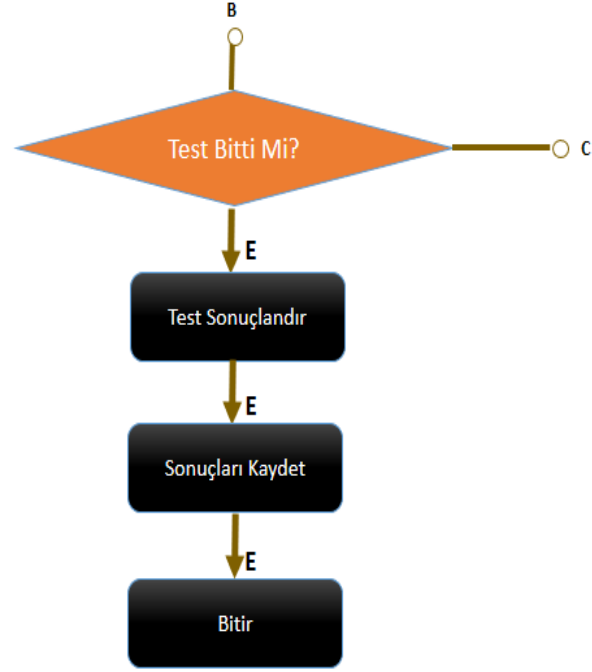 B
Test Bitti Mi?
C
E
Test Sonuçlandır
E
Sonuçları Kaydet
E
Bitir